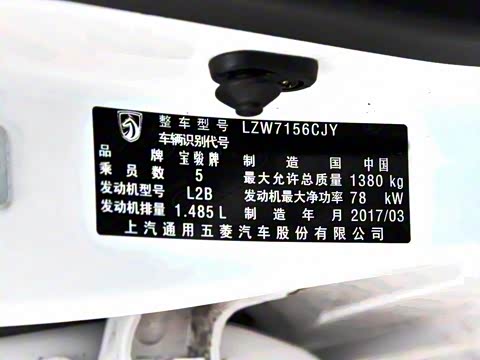 整车型号 LZW7156CJY
车辆识别代号
品牌 宝骏牌 制造国 中国
乘员数 5 最大允许总质量 1380 kg
发动机型号 L2B 发动机最大净功率 78 kW
发动机排量 1.485 L 制造年月 2017/03
上汽通用五菱汽车股份有限公司